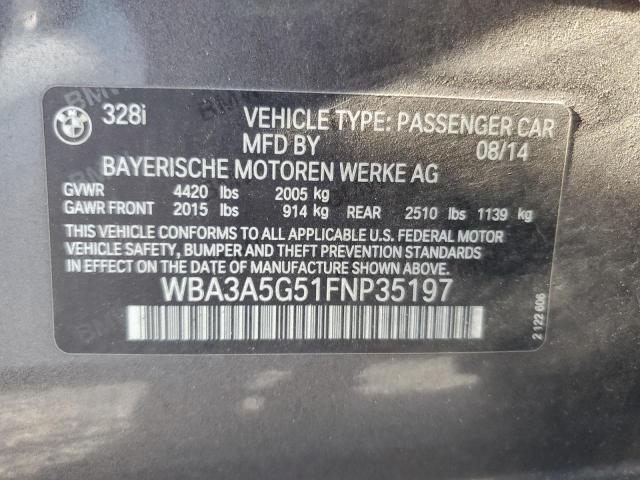 328i VEHICLE TYPE: PASSENGER CAR
MFD BY 08/14
BAYERISCHE MOTOREN WERKE AG
GVWR 4420 lbs 2005 kg
GAWR FRONT 2015 lbs 914 kg REAR 2510 lbs 1139 kg
THIS VEHICLE CONFORMS TO ALL APPLICABLE U.S. FEDERAL MOTOR
VEHICLE SAFETY, BUMPER AND THEFT PREVENTION STANDARDS
IN EFFECT ON THE DATE OF MANUFACTURE SHOWN ABOVE.
WBA3A5G51FNP35197
2 122 606